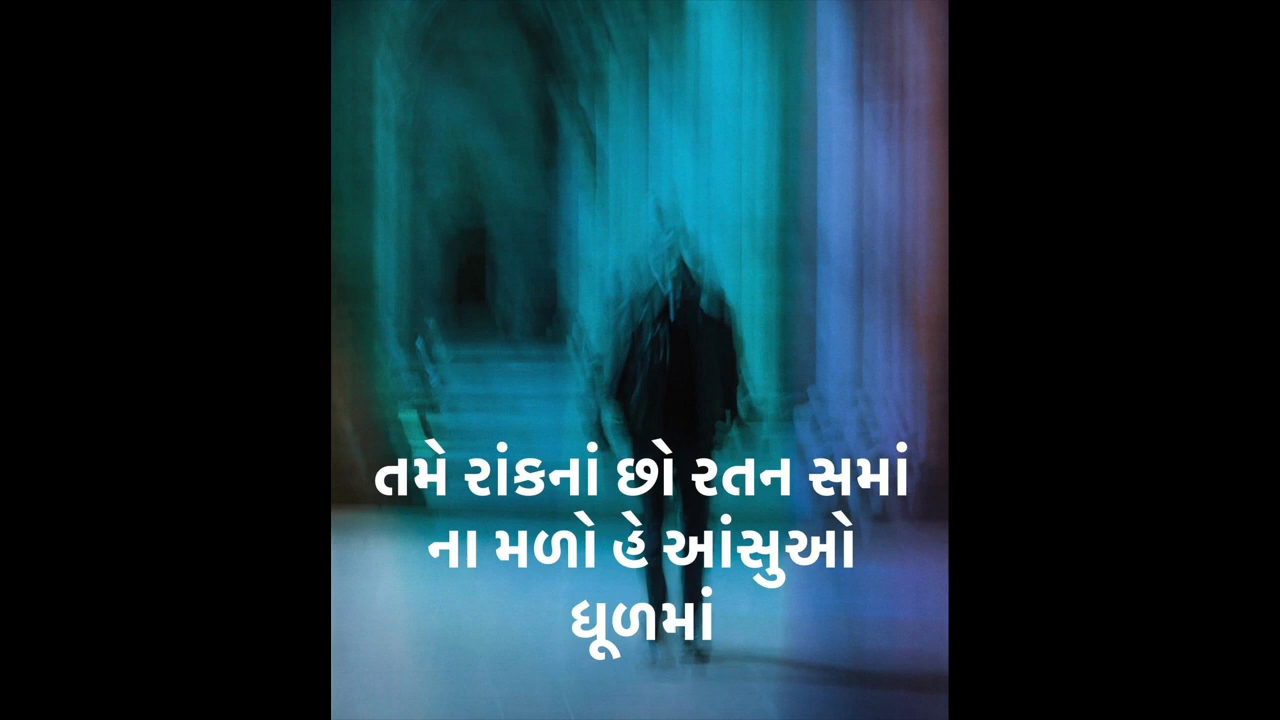 તમે રાંકનાં છો રતન સમાં
ના મળો હે આંસુઓ
ધૂળમાં